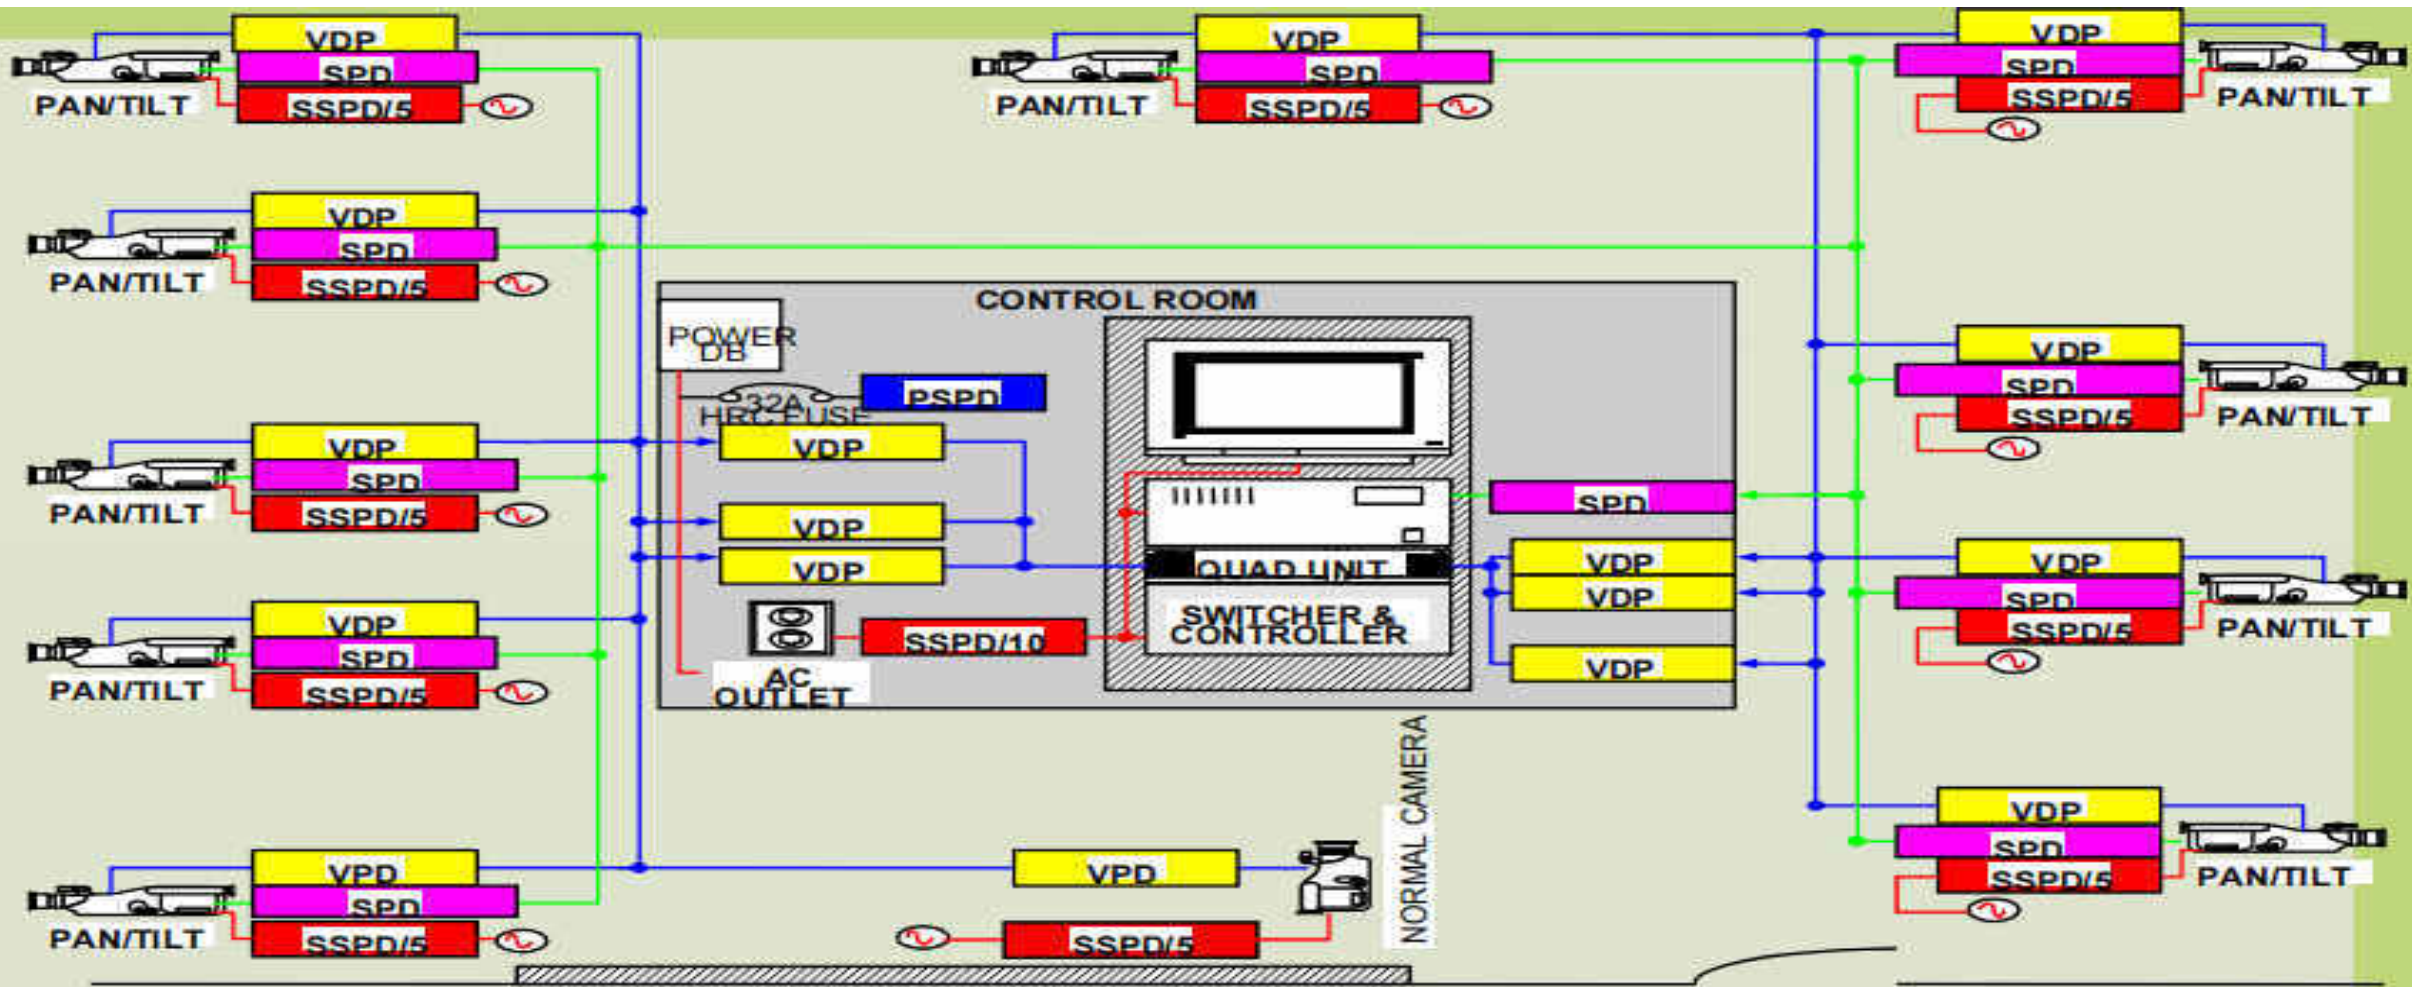 VDP
SPD
SSPD/5
PAN/TILT
VDP
SPD
SSPD/5
PAN/TILT
VDP
SPD
SSPD/5
PAN/TILT
VDP
SPD
SSPD/5
PAN/TILT
VPD
SPD
SSPD/5
PAN/TILT
VDP
SPD
SSPD/5
PAN/TILT
CONTROL ROOM
POWER
DB
32A
HRC FUSE
PSPD
VDP
VDP
VDP
AC
OUTLET
SSPD/10
QUAD UNIT
SWITCHER &
CONTROLLER
SPD
VDP
VDP
VDP
VPD
SSPD/5
NORMAL CAMERA
VDP
SPD
SSPD/5
PAN/TILT
VDP
SPD
SSPD/5
PAN/TILT
VDP
SPD
SSPD/5
PAN/TILT
VDP
SPD
SSPD/5
PAN/TILT